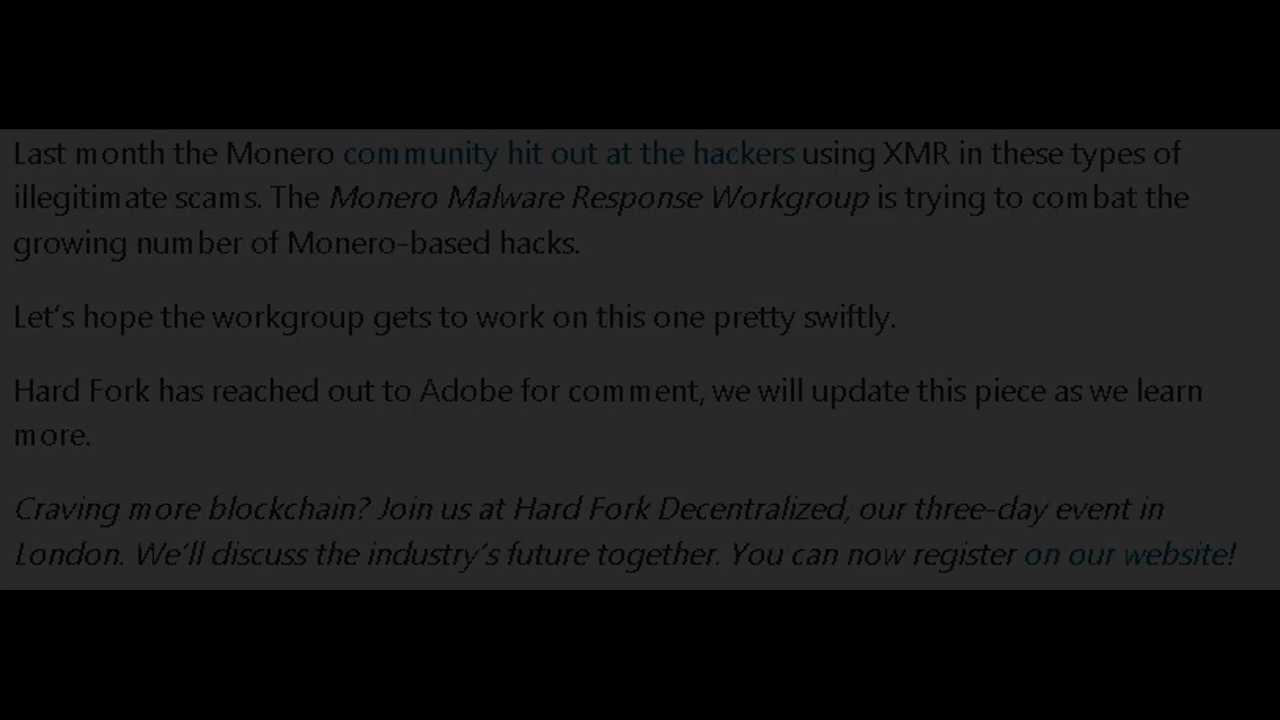 Last month the Monero community hit out at the hackers using XMR in these types of
illegitimate scams. The Monero Malware Response Workgroup is trying to combat the
growing number of Monero-based hacks.
Let’s hope the workgroup gets to work on this one pretty swiftly.
Hard Fork has reached out to Adobe for comment, we will update this piece as we learn
more.
Craving more blockchain? Join us at Hard Fork Decentralized, our three-day event in
London. We’ll discuss the industry’s future together. You can now register on our website!